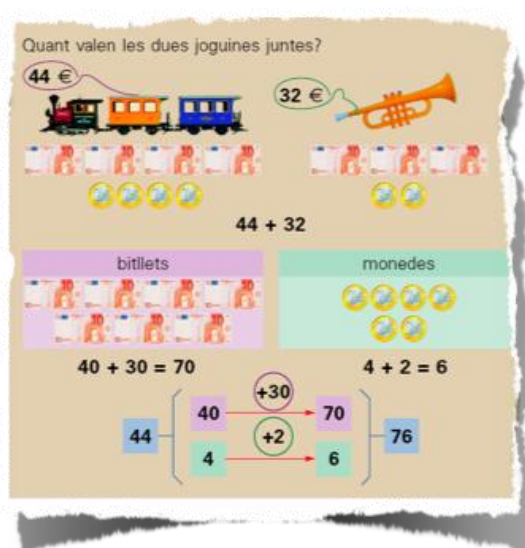 Quant valen les dues joguines juntes?
44 €
32 €
44 + 32
bitllets
monedes
40 + 30 = 70
4 + 2 = 6
+30
40
70
44
+2
76
4
6